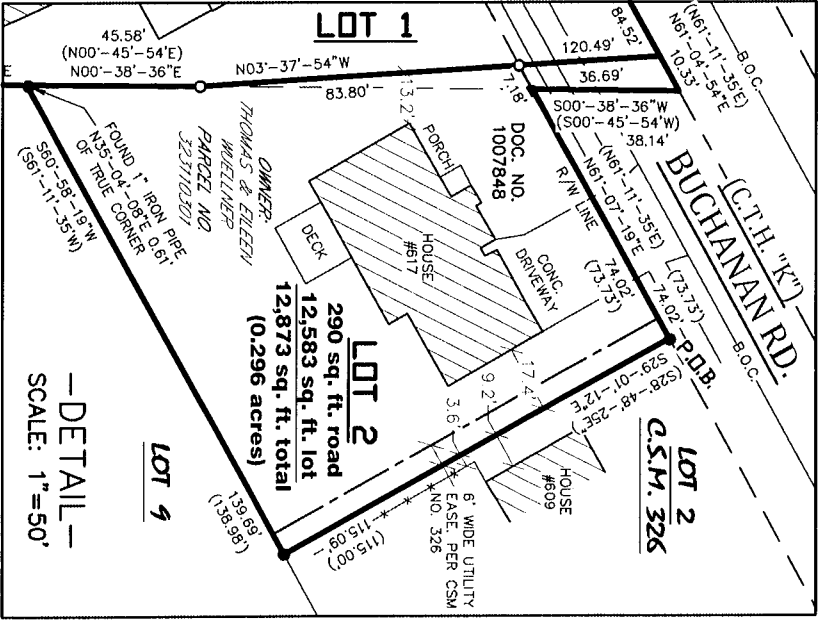 LOT 1
45.58'
(N00°-45'-54"E)
N00°-38'-36"E
E
N03°-37'-54"W
83.80'
13.2'
7.18'
120.49'
36.69'
S00°-38'-36"W
(S00°-45'-54"W)
38.14'
84.52'
(N61°-11'-35"E)
N61°-04'-54"E
10.33'
B.O.C.
(C.T.H. "K")
BUCHANAN RD.
B.O.C.
(N61°-11'-35"E)
N61°-07'-19"E
R/W LINE
74.02'
(73.73')
(73.73')
74.02'
P.O.B.
DOC. NO.
1007848
PORCH
HOUSE
#617
CONC.
DRIVEWAY
DECK
OWNER:
THOMAS & EILEEN
WELLNER
PARCEL NO.
323110301
FOUND 1" IRON PIPE
N35°-04'-08"E 0.61'
OF TRUE CORNER
S60°-58'-19"W
(S61°-11'-35"W)
139.69'
(138.98')
LOT 2
290 sq. ft. road
12,583 sq. ft. lot
12,873 sq. ft. total
(0.296 acres)
17.4'
9.2'
3.6'
(S28°-48'-25E")
S29°-01'-12"E
LOT 2
C.S.M. 326
HOUSE
#609
6' WIDE UTILITY
EASE. PER CSM
NO. 326
(115.00')
115.09'
LOT 9
-DETAIL-
SCALE: 1"=50'